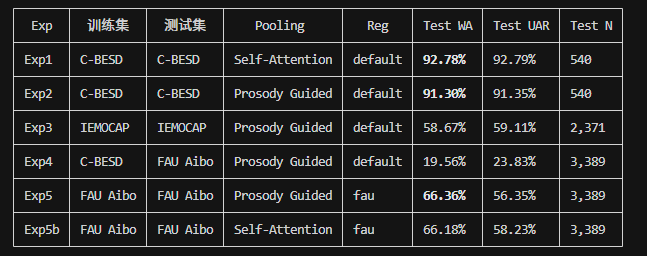 Exp 训练集 测试集 Pooling Reg Test WA Test UAR Test N
Exp1 C-BESD C-BESD Self-Attention default 92.78% 92.79% 540
Exp2 C-BESD C-BESD Prosody Guided default 91.30% 91.35% 540
Exp3 IEMOCAP IEMOCAP Prosody Guided default 58.67% 59.11% 2,371
Exp4 C-BESD FAU Aibo Prosody Guided default 19.56% 23.83% 3,389
Exp5 FAU Aibo FAU Aibo Prosody Guided fau 66.36% 56.35% 3,389
Exp5b FAU Aibo FAU Aibo Self-Attention fau 66.18% 58.23% 3,389